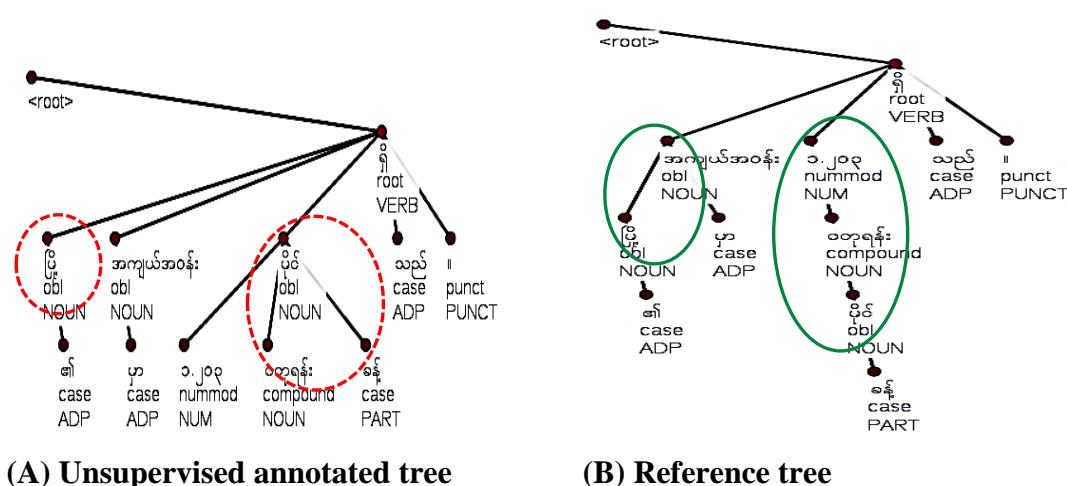 <root>
ရှိ
root
VERB
မြို့
obl
NOUN
အကျယ်အဝန်း
obl
NOUN
ပိုင်
obl
NOUN
သည်
case
ADP
။
punct
PUNCT
၏
case
ADP
မှာ
case
ADP
၁.၂၀၃
nummod
NUM
စတုရန်း
compound
NOUN
ခန့်
case
PART
(A) Unsupervised annotated tree
<root>
ရှိ
root
VERB
အကျယ်အဝန်း
obl
NOUN
၁.၂၀၃
nummod
NUM
သည်
case
ADP
။
punct
PUNCT
မြို့
obl
NOUN
မှာ
case
ADP
စတုရန်း
compound
NOUN
၏
case
ADP
ပိုင်
obl
NOUN
ခန့်
case
PART
(B) Reference tree